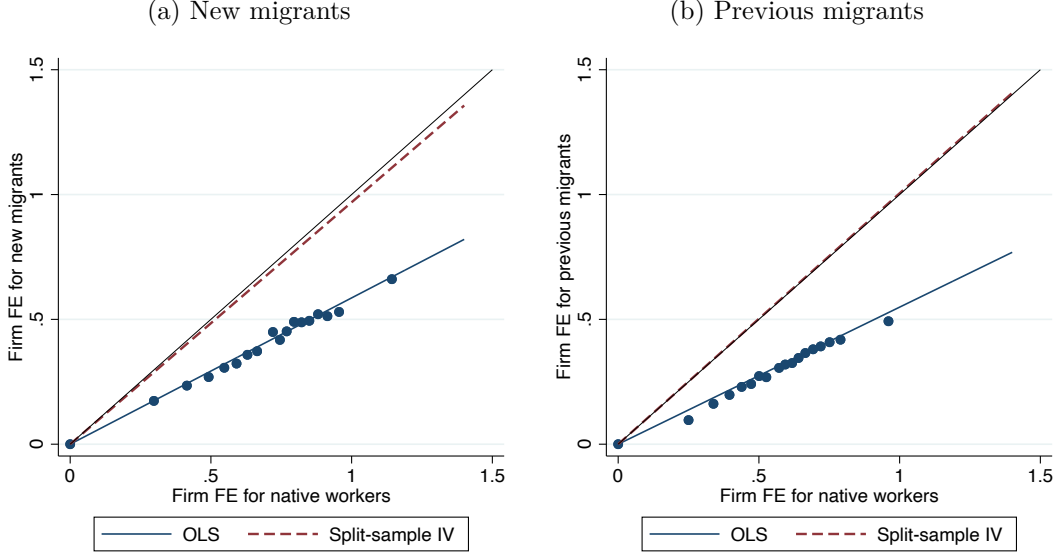 (a) New migrants
(b) Previous migrants
Firm FE for new migrants
1.5
1
.5
0
0
.5
1
1.5
Firm FE for native workers
OLS
Split-sample IV
Firm FE for previous migrants
1.5
1
.5
0
0
.5
1
1.5
Firm FE for native workers
OLS
Split-sample IV